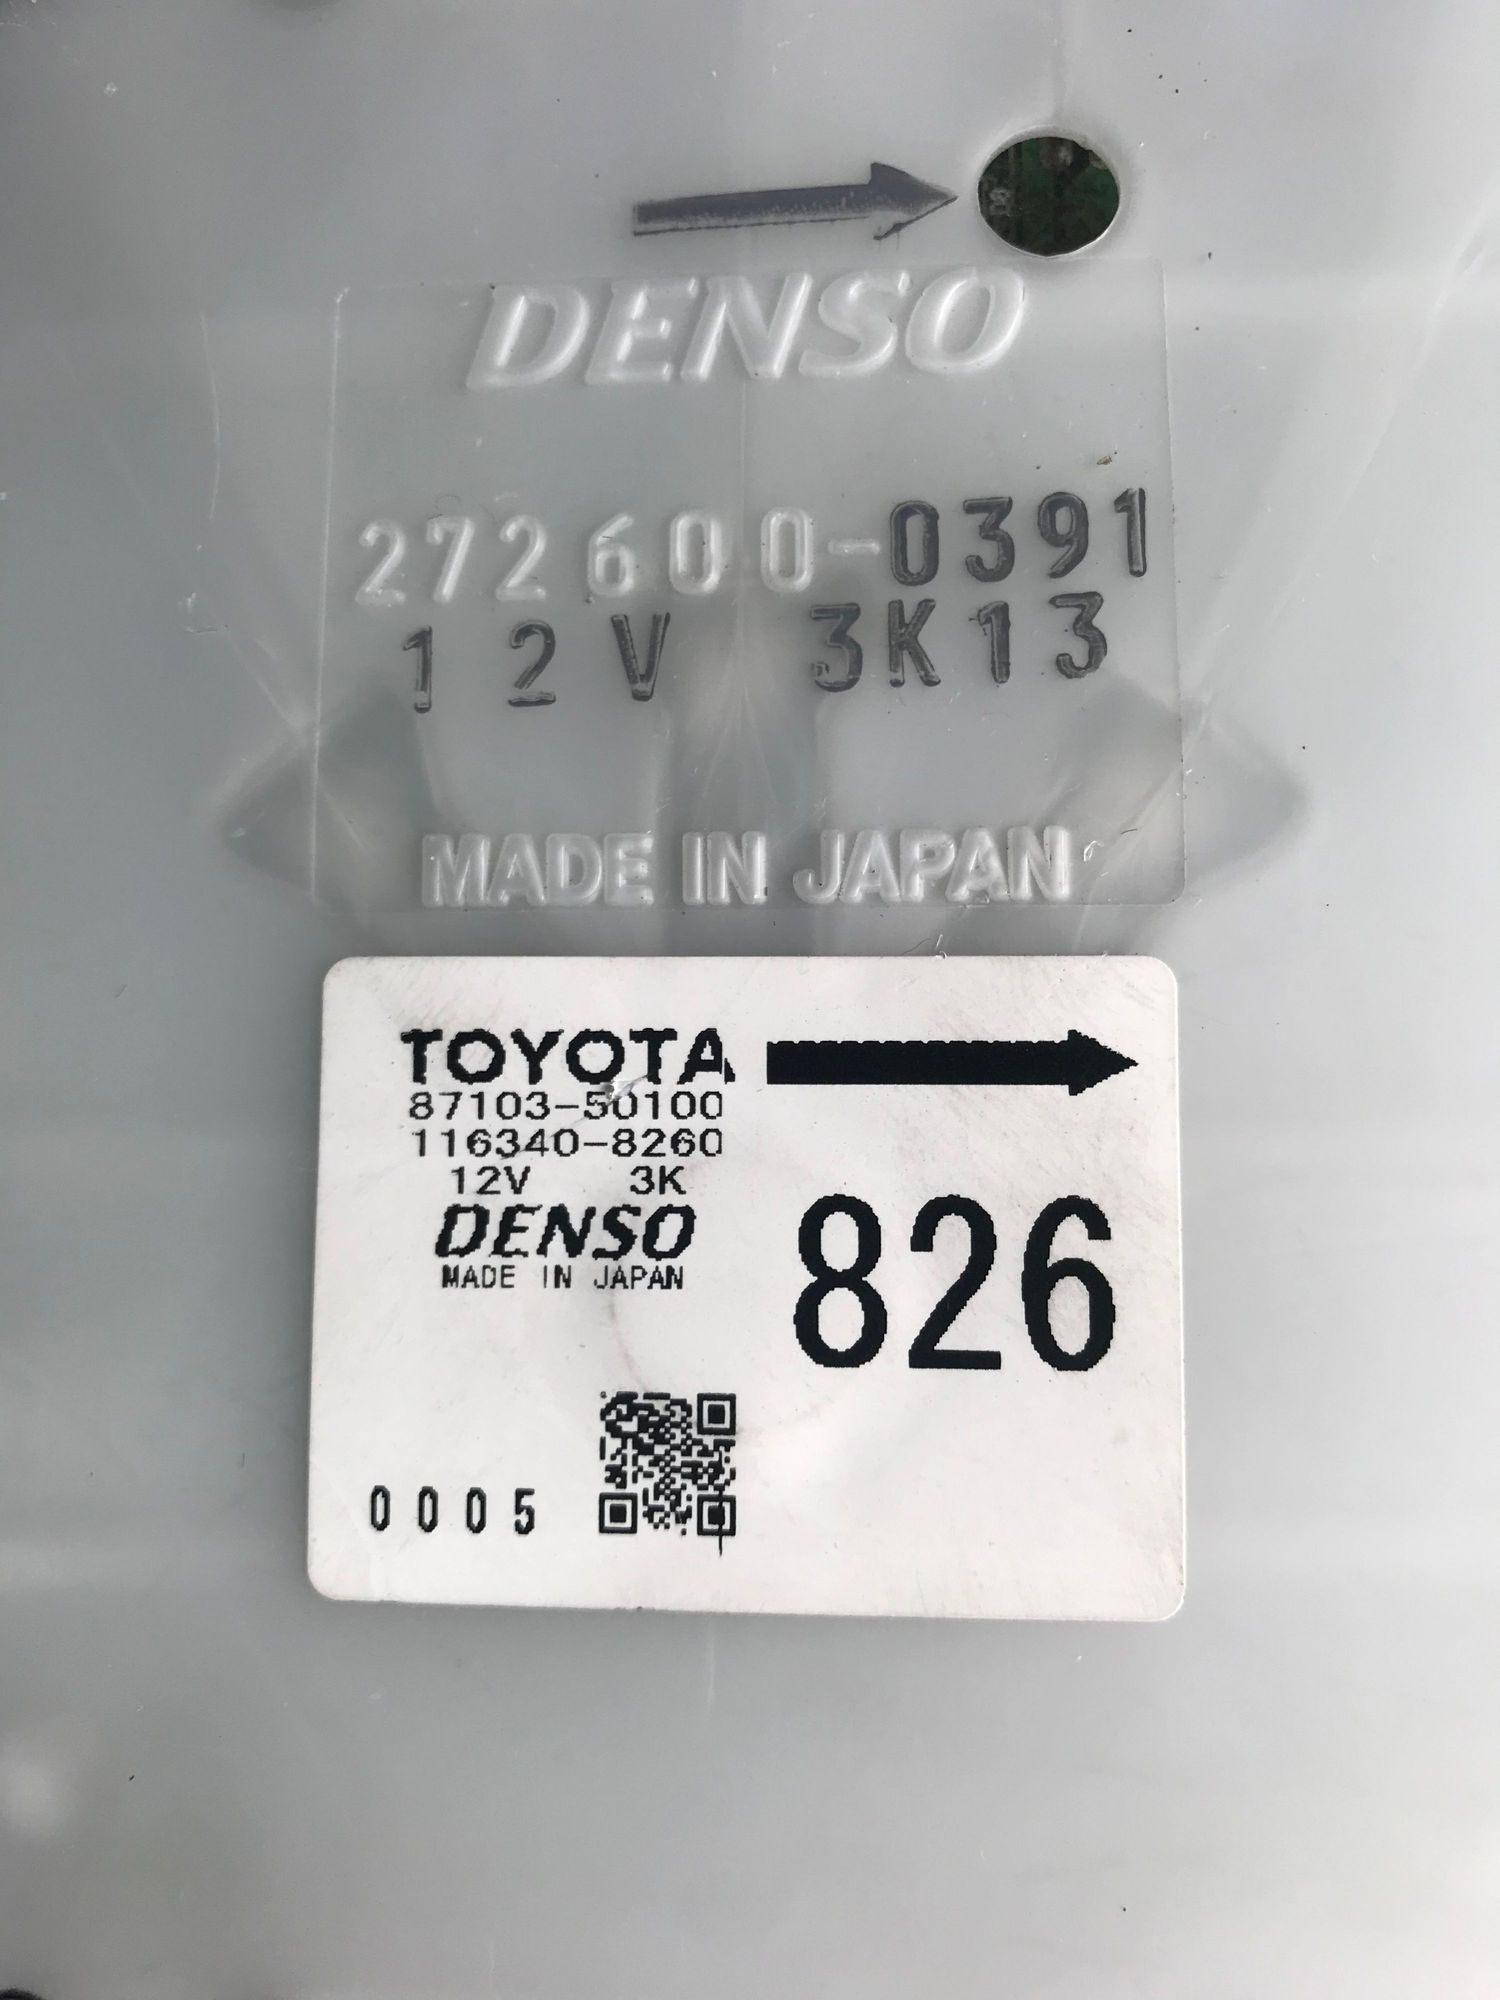 DENSO
272600-0391
12V 3K13
MADE IN JAPAN
TOYOTA
87103-50100
116340-8260
12V 3K
DENSO
MADE IN JAPAN
826
0005